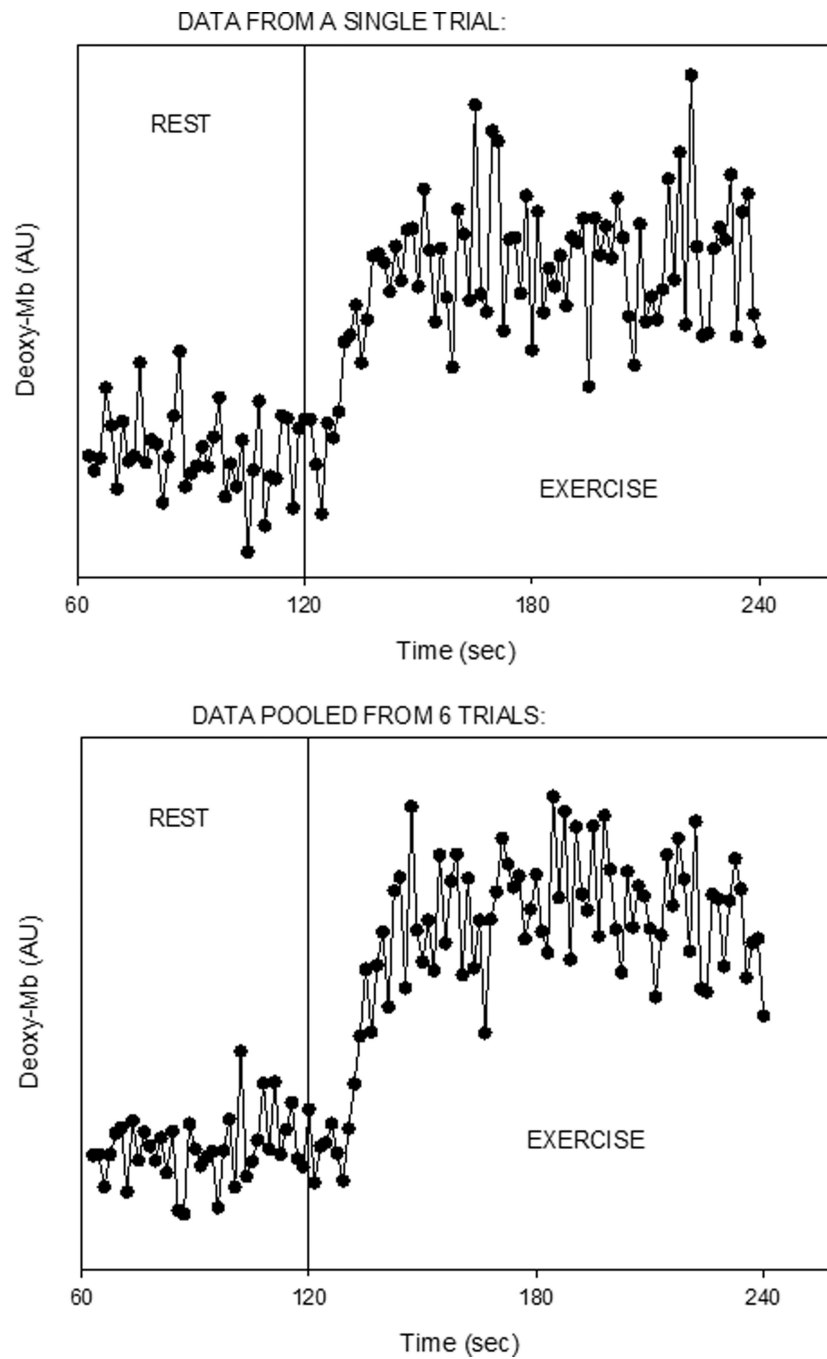 DATA FROM A SINGLE TRIAL:
REST
Deoxy-Mb (AU)
EXERCISE
60 120 180 240
Time (sec)
DATA POOLED FROM 6 TRIALS:
REST
Deoxy-Mb (AU)
EXERCISE
60 120 180 240
Time (sec)